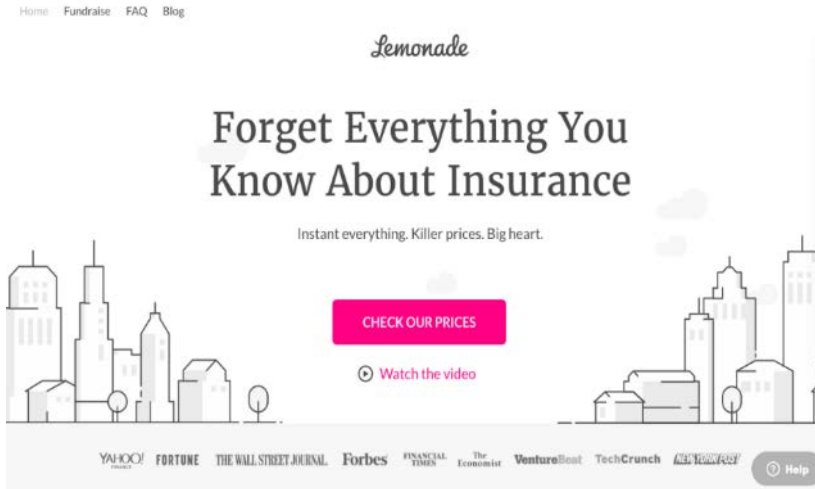 Home Fundraise FAQ Blog
Lemonade
Forget Everything You
Know About Insurance
Instant everything. Killer prices. Big heart.
CHECK OUR PRICES
Watch the video
YAHOO! FINANCE FORTUNE THE WALL STREET JOURNAL. Forbes FINANCIAL TIMES The Economist VentureBeat TechCrunch NEW YORK POST
Help